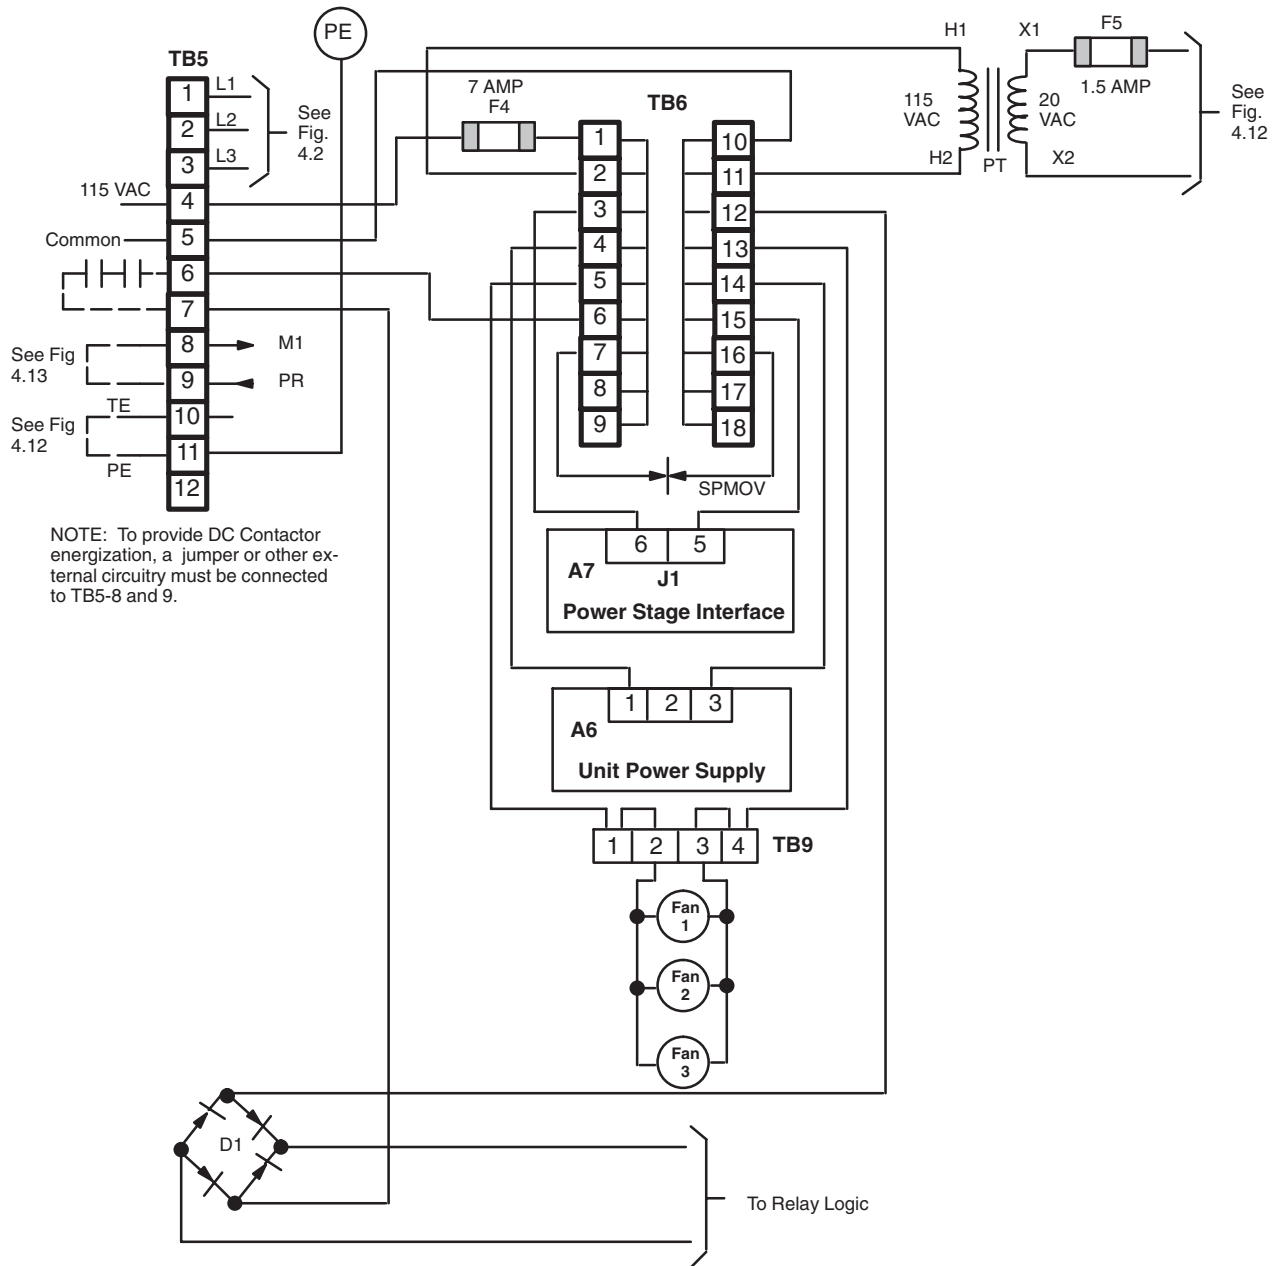 PE
TB5
1
L1
2
L2
3
L3
See
Fig.
4.2
115 VAC
4
Common
5
6
7
See Fig
4.13
8
M1
9
PR
See Fig
4.12
TE
10
11
PE
12
NOTE: To provide DC Contactor
energization, a jumper or other ex-
ternal circuitry must be connected
to TB5-8 and 9.
7 AMP
F4
TB6
1
2
3
4
5
6
7
8
9
10
11
12
13
14
15
16
17
18
SPMOV
H1
X1
F5
1.5 AMP
115
VAC
20
VAC
H2
PT
X2
See
Fig.
4.12
6
5
A7
J1
Power Stage Interface
1
2
3
A6
Unit Power Supply
1
2
3
4
TB9
Fan
1
Fan
2
Fan
3
D1
To Relay Logic